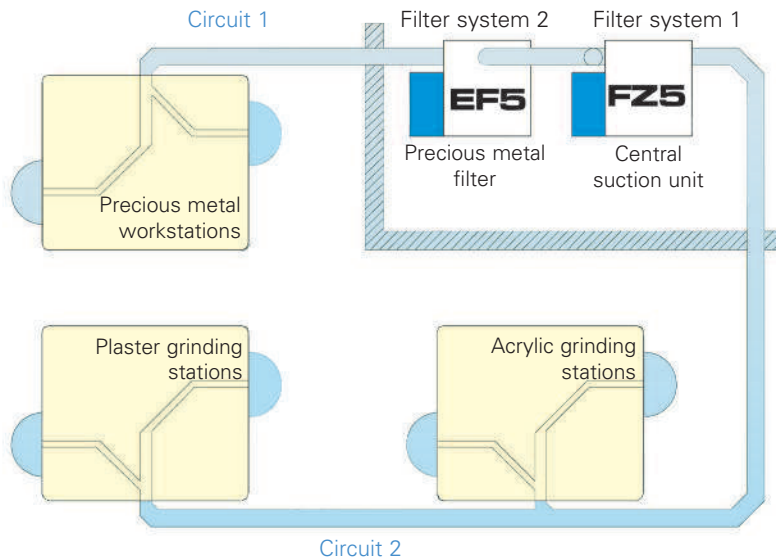 Circuit 1
Filter system 2
Filter system 1
EF5
FZ5
Precious metal
filter
Central
suction unit
Precious metal
workstations
Plaster grinding
stations
Acrylic grinding
stations
Circuit 2